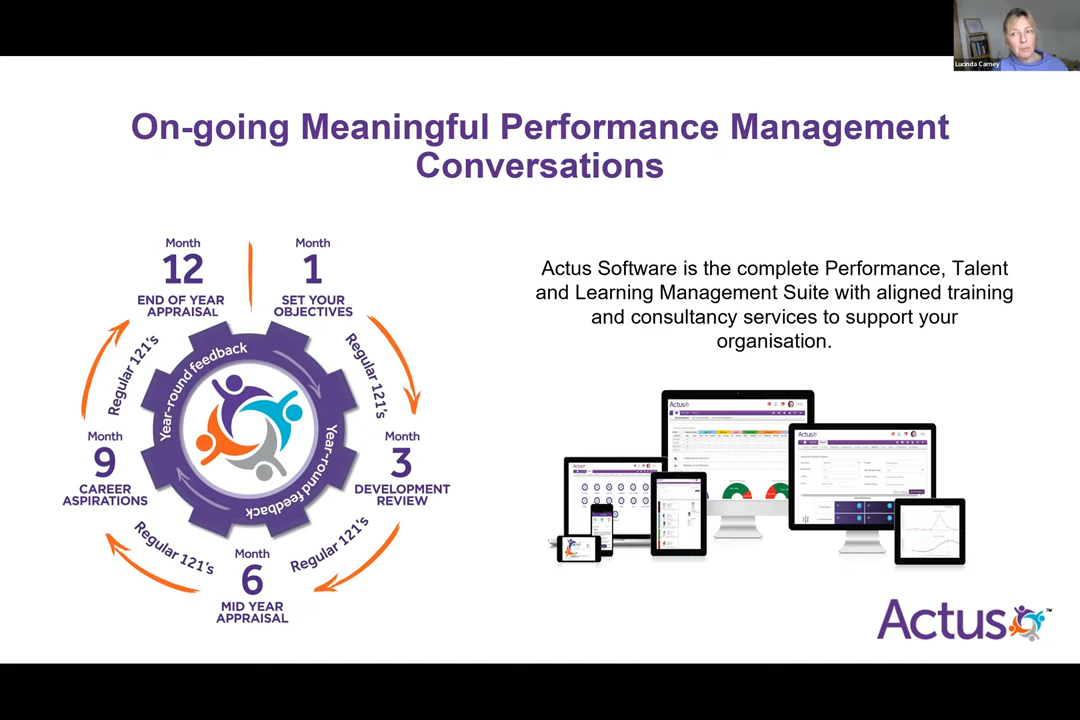 Lucinda Carney
On-going Meaningful Performance Management
Conversations
Month
12
END OF YEAR
APPRAISAL
Month
1
SET YOUR
OBJECTIVES
Regular 121's
Month
3
DEVELOPMENT
REVIEW
Regular 121's
Month
6
MID YEAR
APPRAISAL
Regular 121's
Month
9
CAREER
ASPIRATIONS
Regular 121's
Year-round feedback
Year-round feedback
Actus Software is the complete Performance, Talent
and Learning Management Suite with aligned training
and consultancy services to support your
organisation.
Actus
Actus
Actus
Actus™